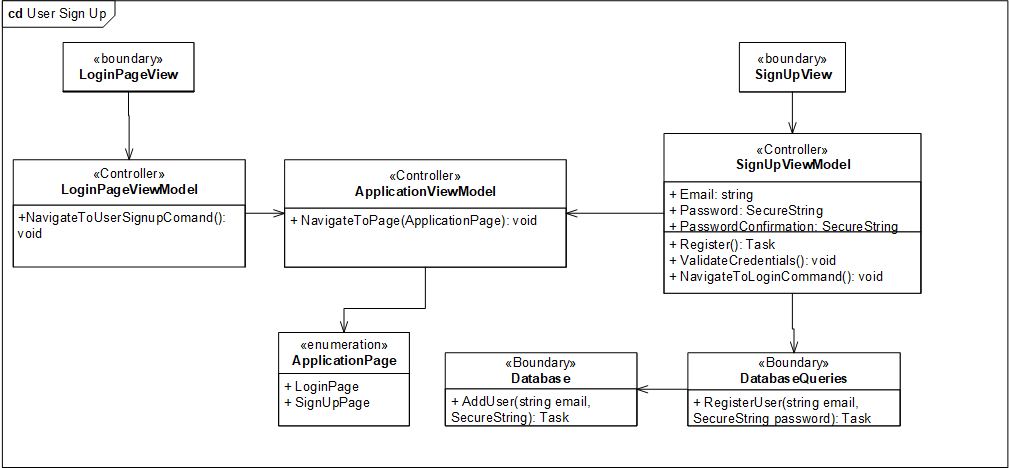 cd User Sign Up
«boundary»
LoginPageView
«boundary»
SignUpView
«Controller»
LoginPageViewModel
+NavigateToUserSignupComand():
void
«Controller»
ApplicationViewModel
+ NavigateToPage(ApplicationPage): void
«Controller»
SignUpViewModel
+ Email: string
+ Password: SecureString
+ PasswordConfirmation: SecureString
+ Register(): Task
+ ValidateCredentials(): void
+ NavigateToLoginCommand(): void
«enumeration»
ApplicationPage
+ LoginPage
+ SignUpPage
«Boundary»
Database
+ AddUser(string email,
SecureString): Task
«Boundary»
DatabaseQueries
+ RegisterUser(string email,
SecureString password): Task